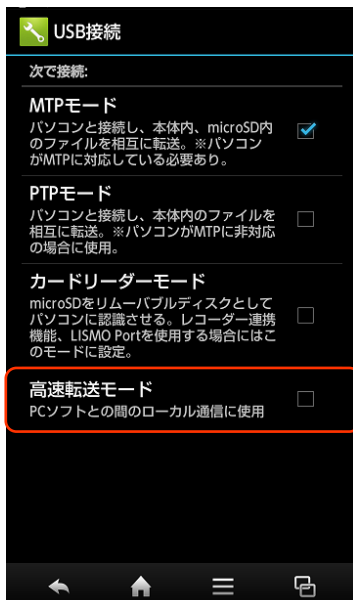 USB接続
次で接続:
MTPモード
パソコンと接続し、本体内、microSD内
のファイルを相互に転送。※パソコン
がMTPに対応している必要あり。
PTPモード
パソコンと接続し、本体内のファイルを
相互に転送。※パソコンがMTPに非対応
の場合に使用。
カードリーダーモード
microSDをリムーバブルディスクとして
パソコンに認識させる。レコーダー連携
機能、LISMO Portを使用する場合にはこ
のモードに設定。
高速転送モード
PCソフトとの間のローカル通信に使用